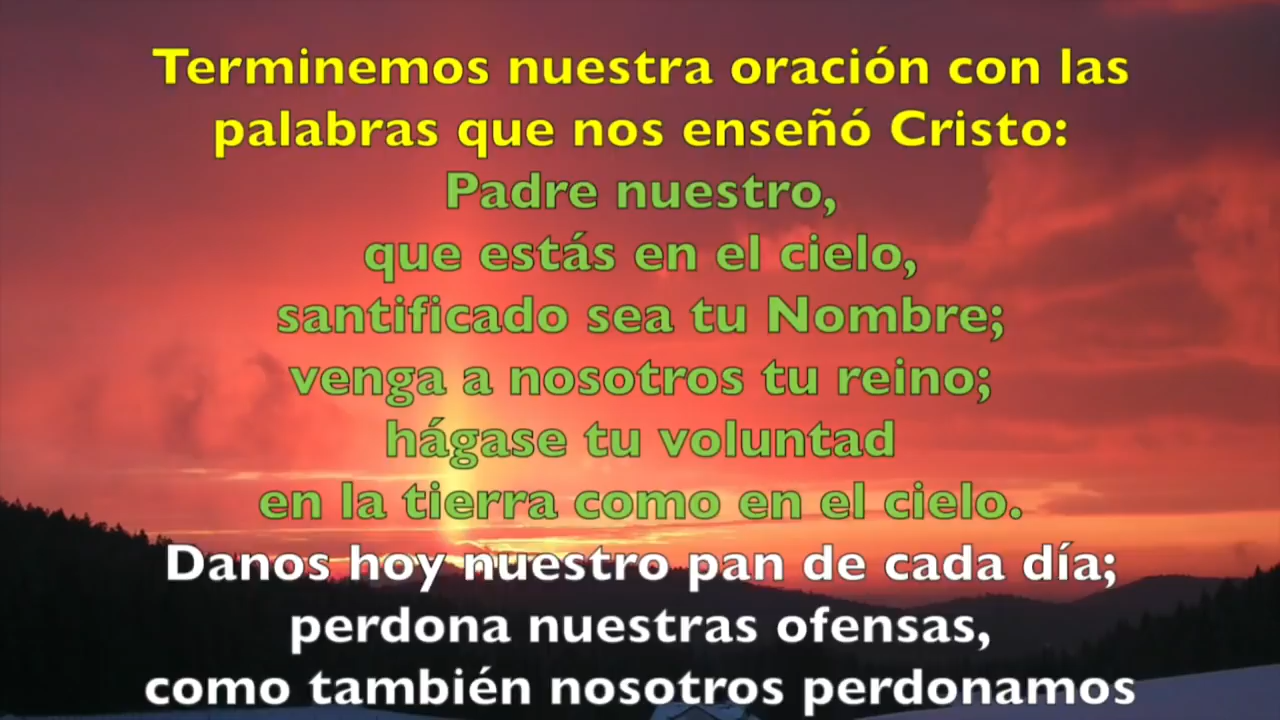 Terminemos nuestra oración con las
palabras que nos enseñó Cristo:
Padre nuestro,
que estás en el cielo,
santificado sea tu Nombre;
venga a nosotros tu reino;
hágase tu voluntad
en la tierra como en el cielo.
Danos hoy nuestro pan de cada día;
perdona nuestras ofensas,
como también nosotros perdonamos